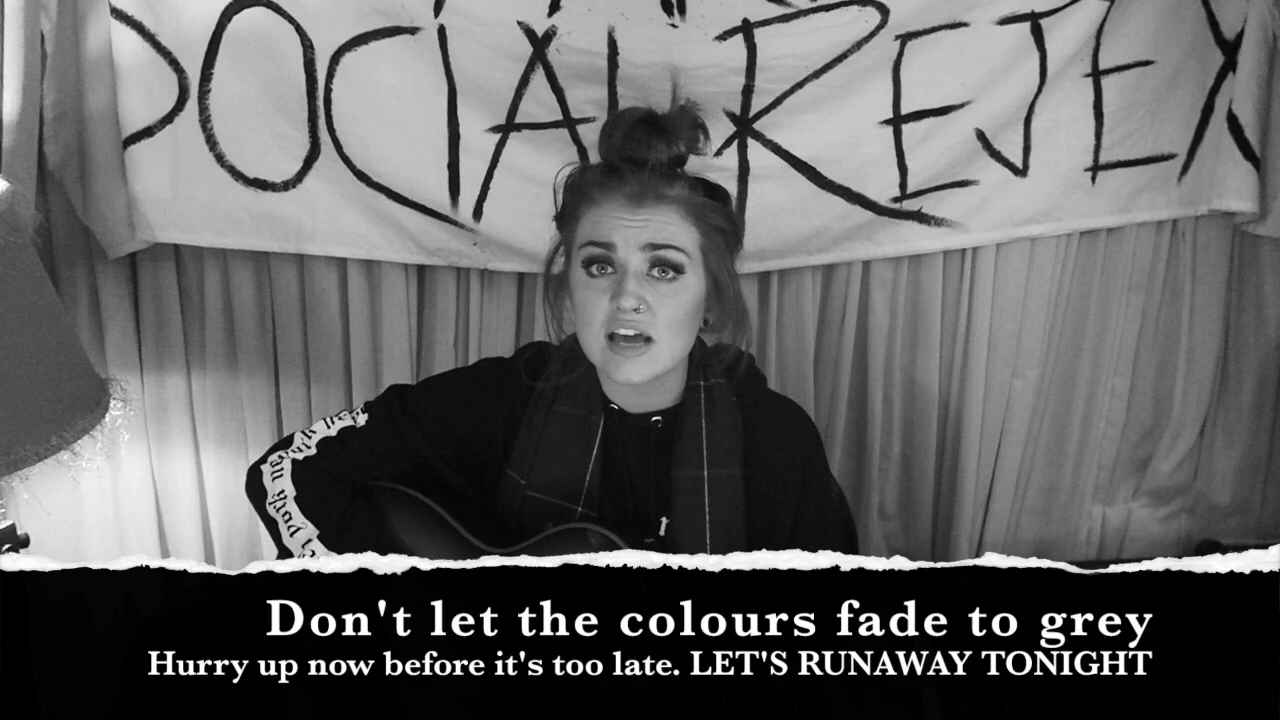 SOCIAL REJEX
Don't let the colours fade to grey
Hurry up now before it's too late. LET'S RUNAWAY TONIGHT